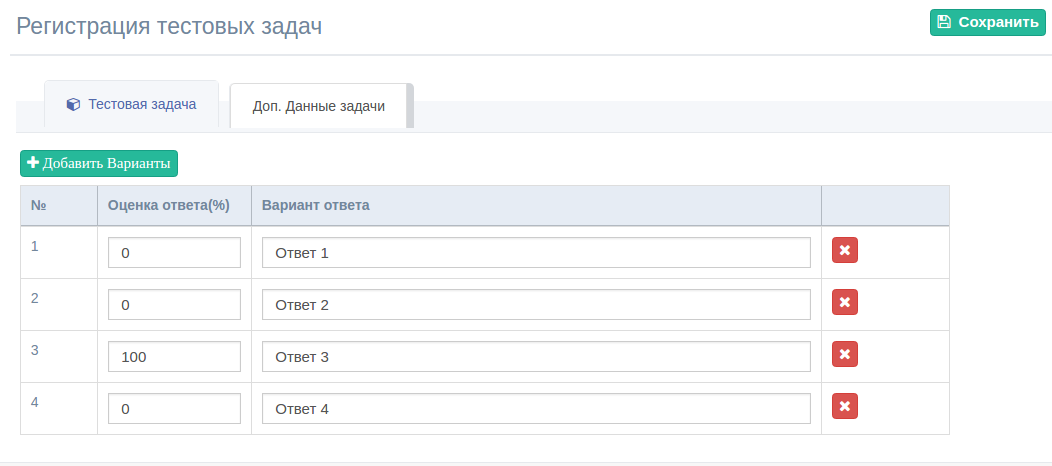 Регистрация тестовых задач
Сохранить
Тестовая задача
Доп. Данные задачи
Добавить Варианты
№ Оценка ответа(%) Вариант ответа
1 0 Ответ 1
2 0 Ответ 2
3 100 Ответ 3
4 0 Ответ 4